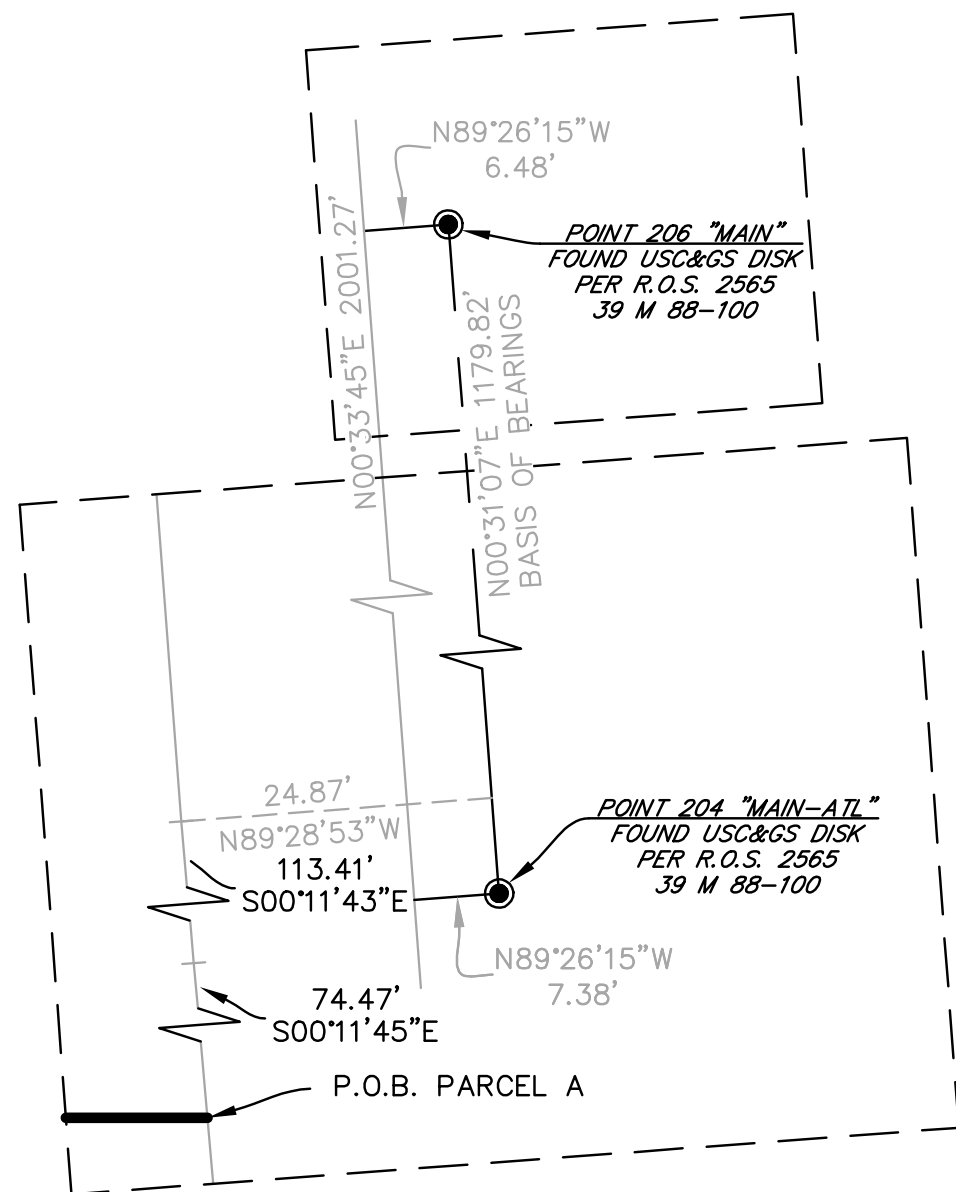 N89°26'15"W
6.48'
POINT 206 "MAIN"
FOUND USC&GS DISK
PER R.O.S. 2565
39 M 88-100
N00°33'45"E 2001.27'
N00°31'07"E 1179.82'
BASIS OF BEARINGS
24.87'
N89°28'53"W
113.41'
S00°11'43"E
POINT 204 "MAIN-ATL"
FOUND USC&GS DISK
PER R.O.S. 2565
39 M 88-100
N89°26'15"W
7.38'
74.47'
S00°11'45"E
P.O.B. PARCEL A